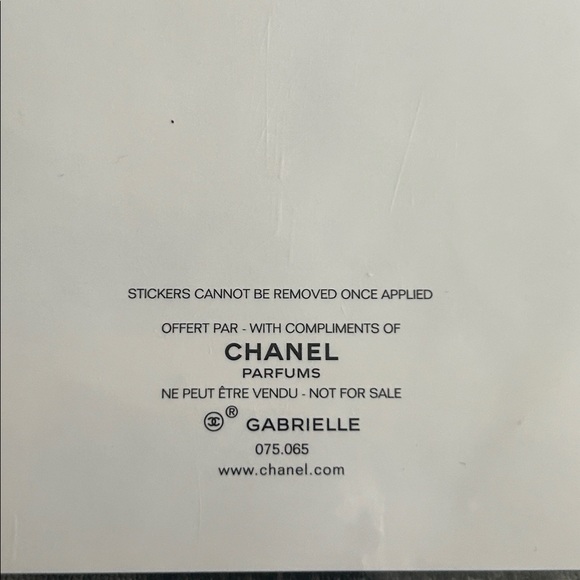 STICKERS CANNOT BE REMOVED ONCE APPLIED
OFFERT PAR - WITH COMPLIMENTS OF
CHANEL
PARFUMS
NE PEUT ÊTRE VENDU - NOT FOR SALE
® GABRIELLE
075.065
www.chanel.com